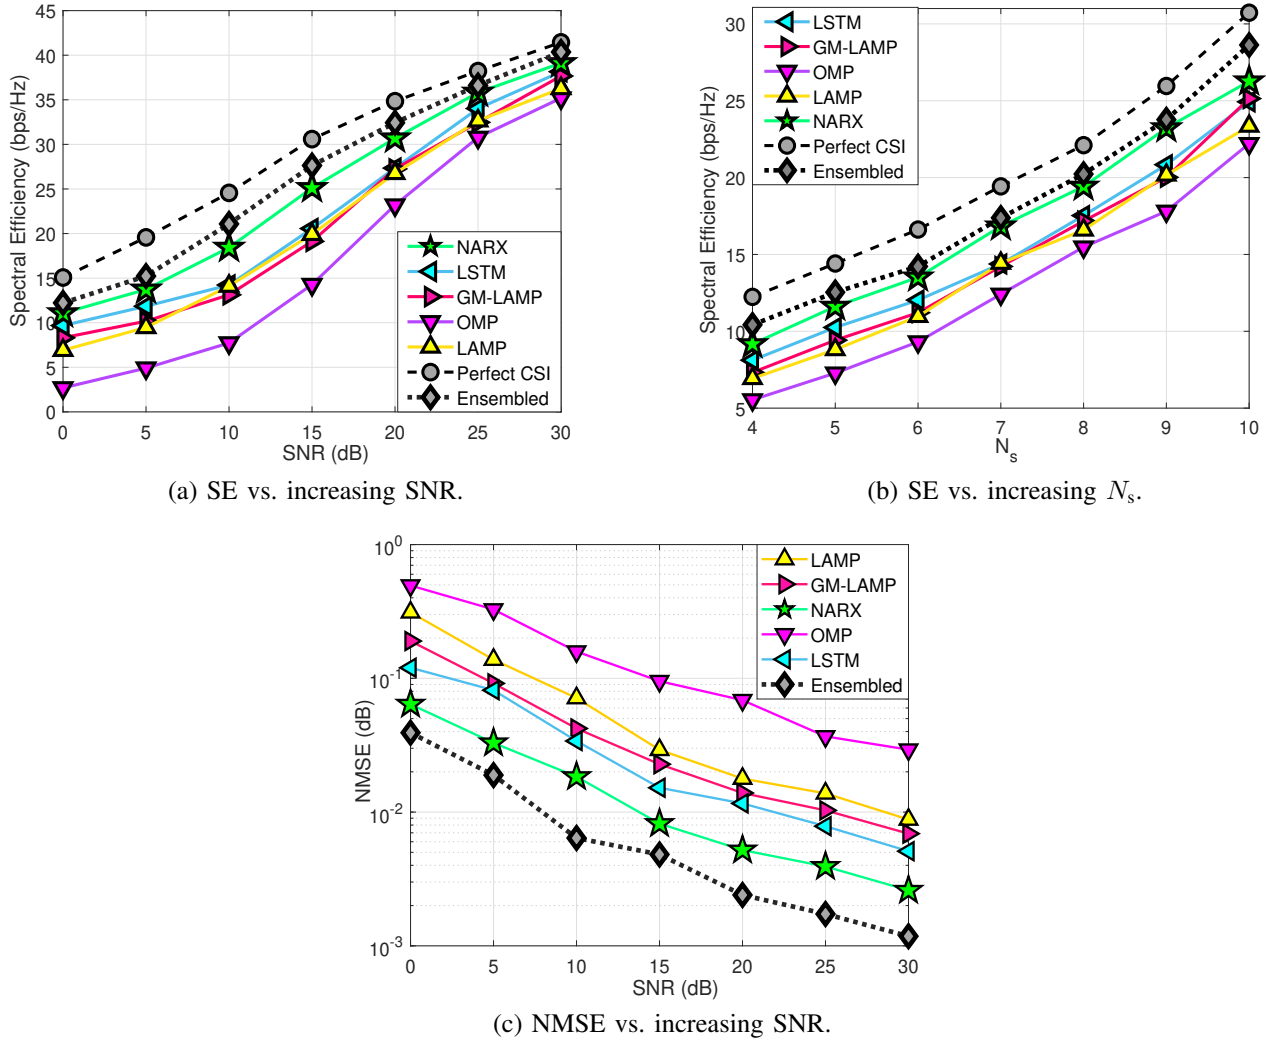 45
40
35
30
25
20
15
10
5
0
Spectral Efficiency (bps/Hz)
NARX
LSTM
GM-LAMP
OMP
LAMP
Perfect CSI
Ensembled
0 5 10 15 20 25 30
SNR (dB)
(a) SE vs. increasing SNR.
30
25
20
15
10
5
Spectral Efficiency (bps/Hz)
LSTM
GM-LAMP
OMP
LAMP
NARX
Perfect CSI
Ensembled
4 5 6 7 8 9 10
N_s
(b) SE vs. increasing N_s.
10^0
10^-1
10^-2
10^-3
NMSE (dB)
LAMP
GM-LAMP
NARX
OMP
LSTM
Ensembled
0 5 10 15 20 25 30
SNR (dB)
(c) NMSE vs. increasing SNR.